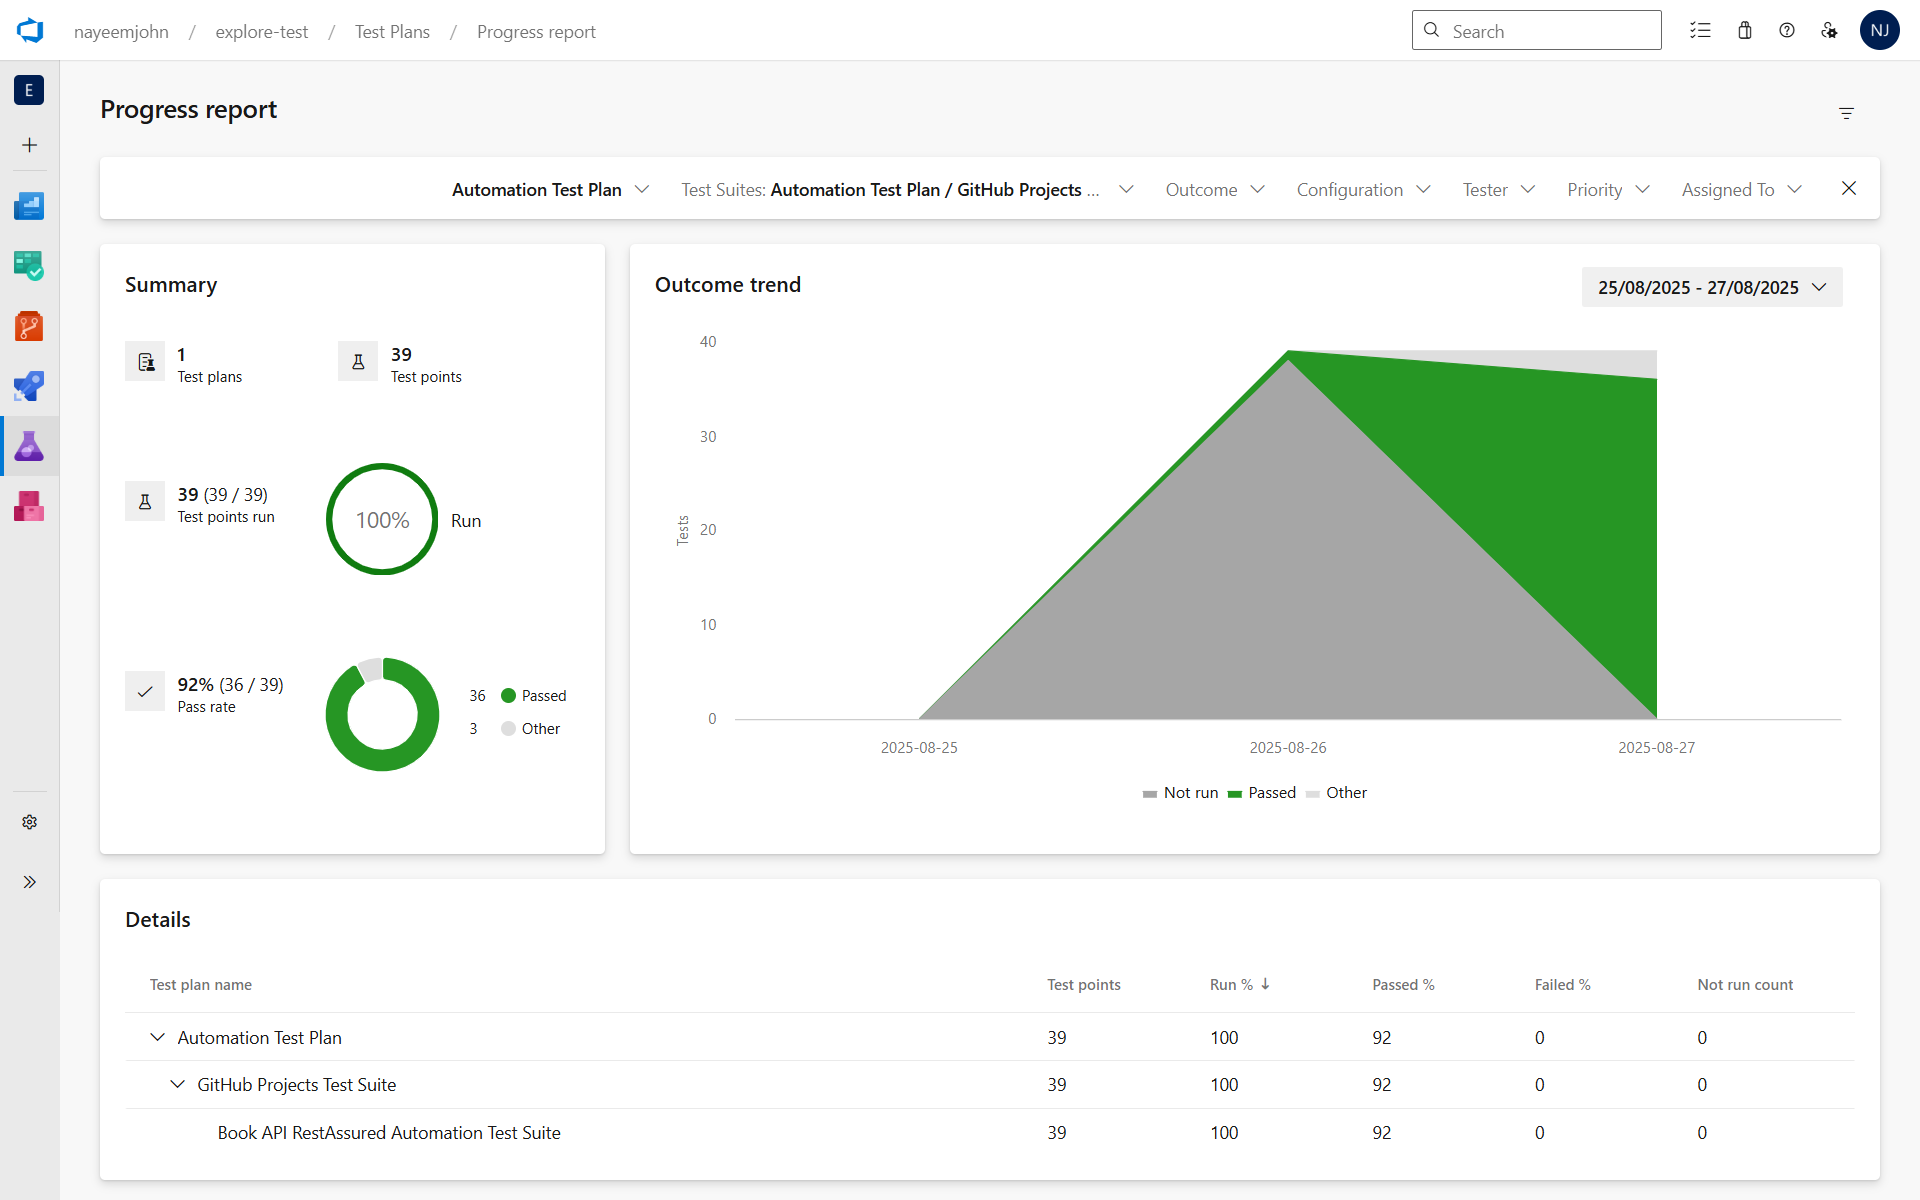 nayeemjohn / explore-test / Test Plans / Progress report
Search
NJ
E
Progress report
Automation Test Plan
Test Suites: Automation Test Plan / GitHub Projects ...
Outcome
Configuration
Tester
Priority
Assigned To
Summary
1
Test plans
39
Test points
39 (39 / 39)
Test points run
100%
Run
92% (36 / 39)
Pass rate
36 Passed
3 Other
Outcome trend
25/08/2025 - 27/08/2025
40
30
20
10
0
Tests
2025-08-25
2025-08-26
2025-08-27
Not run
Passed
Other
Details
Test plan name Test points Run % Passed % Failed % Not run count
Automation Test Plan 39 100 92 0 0
GitHub Projects Test Suite 39 100 92 0 0
Book API RestAssured Automation Test Suite 39 100 92 0 0